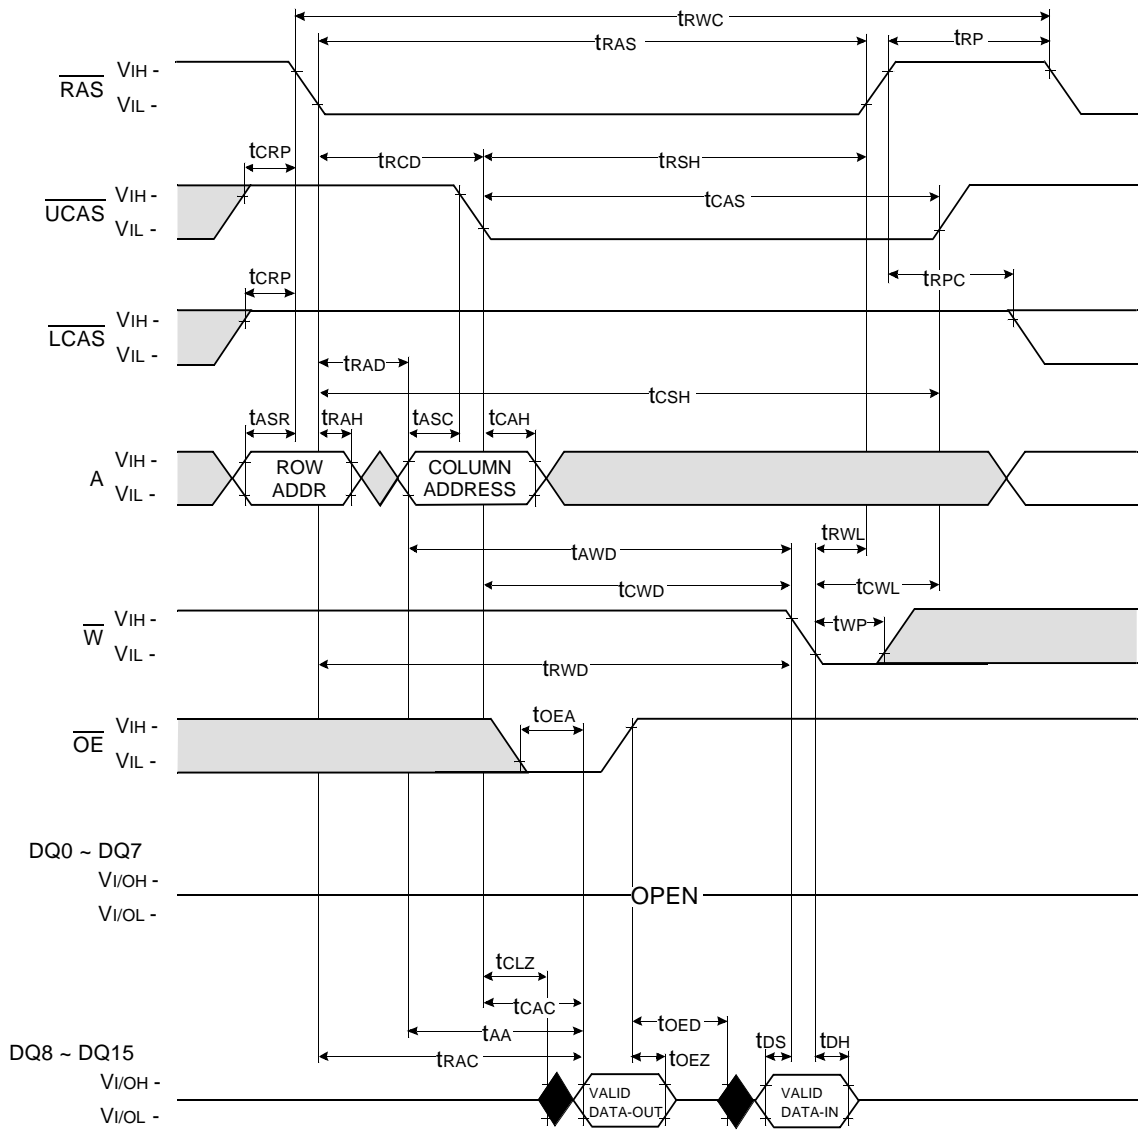 tRWC
tRAS
tRP
RAS
VIH -
VIL -
tCRP
tRCD
tRSH
UCAS
VIH -
VIL -
tCAS
tCRP
tRPC
LCAS
VIH -
VIL -
tRAD
tCSH
tASR
tRAH
tASC
tCAH
A
VIH -
VIL -
ROW
ADDR
COLUMN
ADDRESS
tAWD
tRWL
tCWD
tCWL
W
VIH -
VIL -
tWP
tRWD
OE
VIH -
VIL -
tOEA
DQ0 ~ DQ7
VI/OH -
VI/OL -
OPEN
tCLZ
tCAC
tAA
tRAC
tOED
tOEZ
tDS
tDH
DQ8 ~ DQ15
VI/OH -
VI/OL -
VALID
DATA-OUT
VALID
DATA-IN